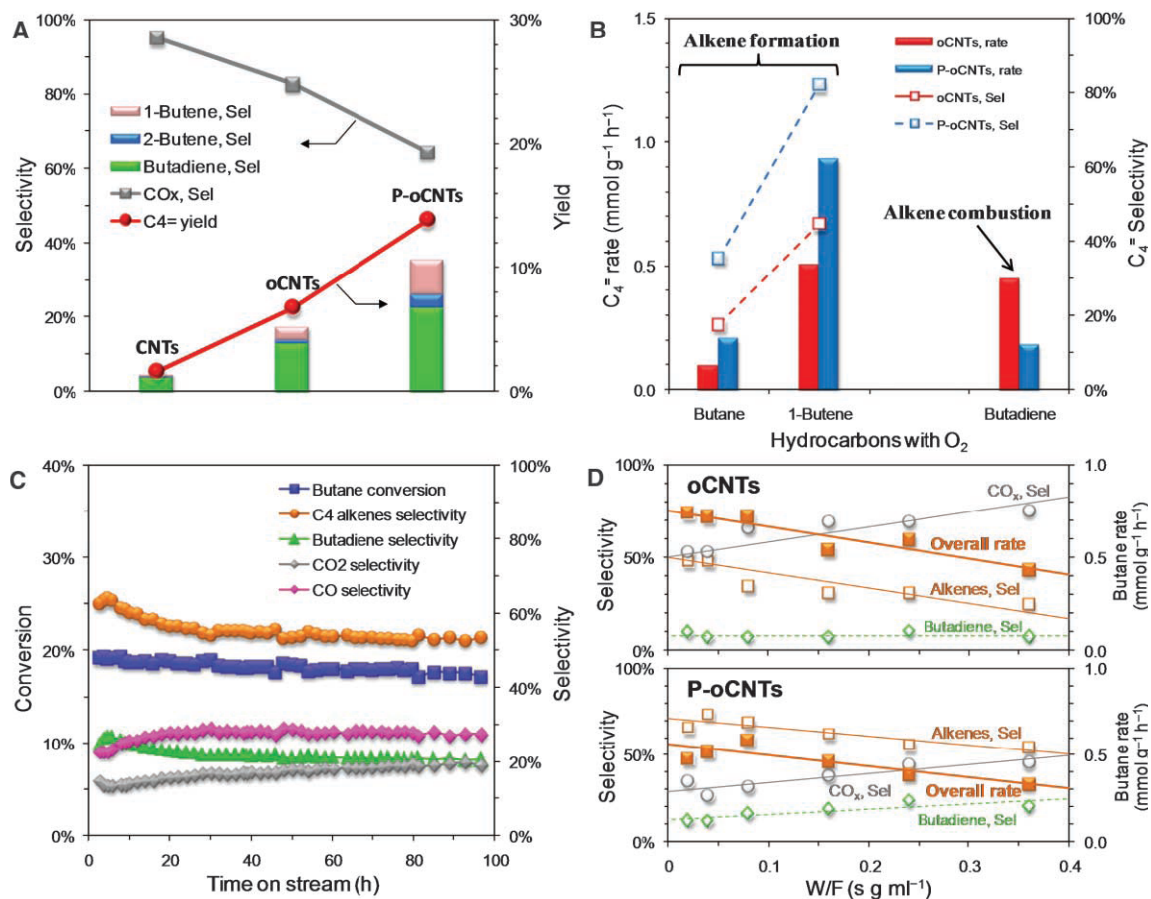 A
100%
80%
60%
40%
20%
0%
Selectivity
30%
20%
10%
0%
Yield
1-Butene, Sel
2-Butene, Sel
Butadiene, Sel
COx, Sel
C4= yield
CNTs
oCNTs
P-oCNTs
B
1.5
1.0
0.5
0.0
C₄⁼ rate (mmol g⁻¹ h⁻¹)
100%
80%
60%
40%
20%
0%
C₄⁼ Selectivity
Alkene formation
oCNTs, rate
P-oCNTs, rate
oCNTs, Sel
P-oCNTs, Sel
Alkene combustion
Butane
1-Butene
Butadiene
Hydrocarbons with O₂
C
40%
30%
20%
10%
0%
Conversion
100%
80%
60%
40%
20%
0%
Selectivity
Butane conversion
C4 alkenes selectivity
Butadiene selectivity
CO2 selectivity
CO selectivity
0
20
40
60
80
100
Time on stream (h)
D
100%
50%
0%
Selectivity
1.0
0.5
0.0
Butane rate
(mmol g⁻¹ h⁻¹)
oCNTs
COₓ, Sel
Overall rate
Alkenes, Sel
Butadiene, Sel
100%
50%
0%
Selectivity
1.0
0.5
0.0
Butane rate
(mmol g⁻¹ h⁻¹)
P-oCNTs
Alkenes, Sel
Overall rate
COₓ, Sel
Butadiene, Sel
0
0.1
0.2
0.3
0.4
W/F (s g ml⁻¹)